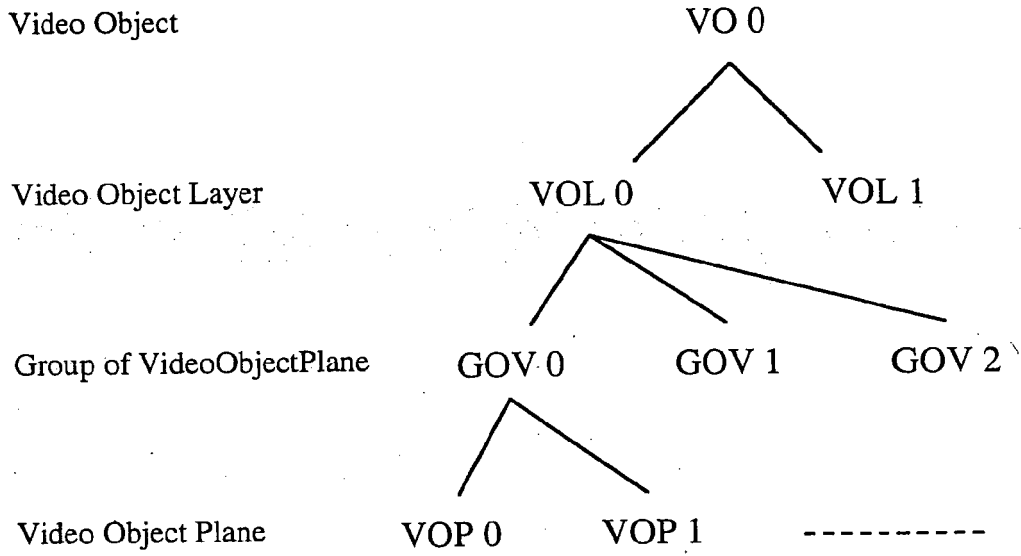 Video Object VO 0
Video Object Layer VOL 0 VOL 1
Group of VideoObjectPlane GOV 0 GOV 1 GOV 2
Video Object Plane VOP 0 VOP 1 -----------